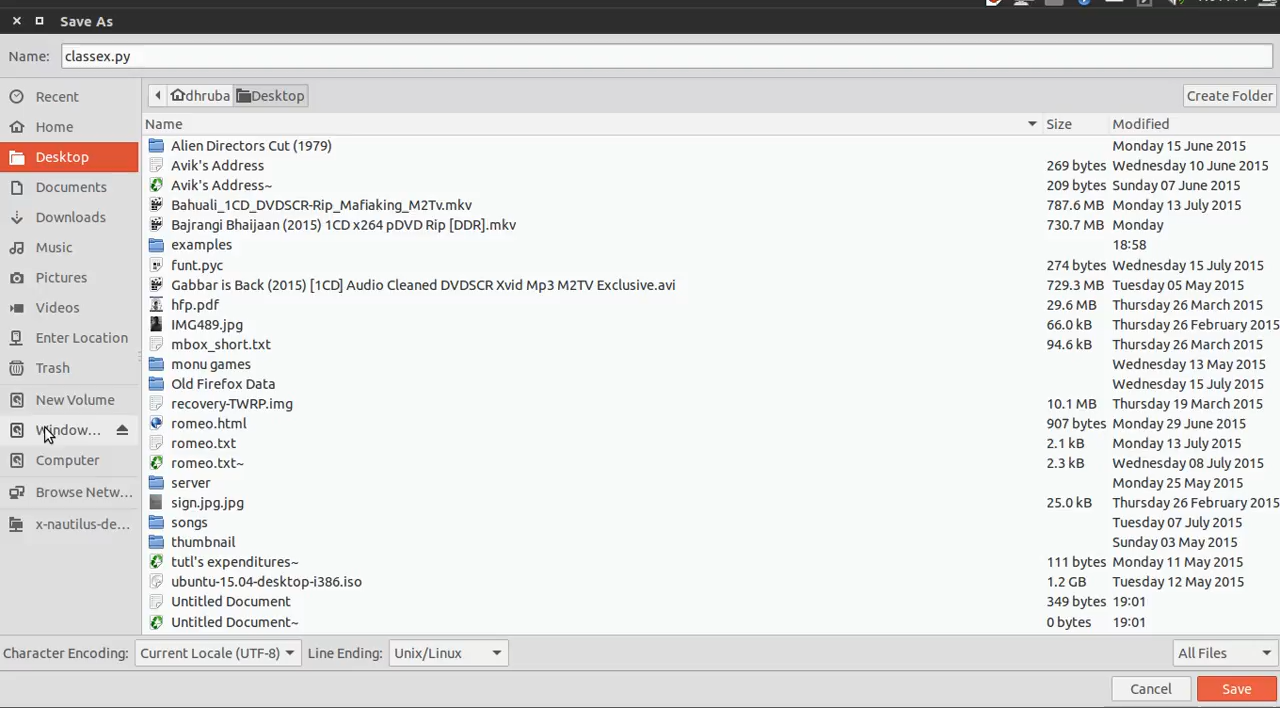 Save As
Name: classex.py
Recent
Home
Desktop
Documents
Downloads
Music
Pictures
Videos
Enter Location
Trash
New Volume
Window...
Computer
Browse Netw...
x-nautilus-de...
dhruba Desktop Create Folder
Name Size Modified
Alien Directors Cut (1979) Monday 15 June 2015
Avik's Address 269 bytes Wednesday 10 June 2015
Avik's Address~ 209 bytes Sunday 07 June 2015
Bahuali_1CD_DVDSCR-Rip_Mafiaking_M2Tv.mkv 787.6 MB Monday 13 July 2015
Bajrangi Bhaijaan (2015) 1CD x264 pDVD Rip [DDR].mkv 730.7 MB Monday
examples 18:58
funt.pyc 274 bytes Wednesday 15 July 2015
Gabbar is Back (2015) [1CD] Audio Cleaned DVDSCR Xvid Mp3 M2TV Exclusive.avi 729.3 MB Tuesday 05 May 2015
hfp.pdf 29.6 MB Thursday 26 March 2015
IMG489.jpg 66.0 kB Thursday 26 February 2015
mbox_short.txt 94.6 kB Thursday 26 March 2015
monu games Wednesday 13 May 2015
Old Firefox Data Wednesday 15 July 2015
recovery-TWRP.img 10.1 MB Thursday 19 March 2015
romeo.html 907 bytes Monday 29 June 2015
romeo.txt 2.1 kB Monday 13 July 2015
romeo.txt~ 2.3 kB Wednesday 08 July 2015
server Monday 25 May 2015
sign.jpg.jpg 25.0 kB Thursday 26 February 2015
songs Tuesday 07 July 2015
thumbnail Sunday 03 May 2015
tutl's expenditures~ 111 bytes Monday 11 May 2015
ubuntu-15.04-desktop-i386.iso 1.2 GB Tuesday 12 May 2015
Untitled Document 349 bytes 19:01
Untitled Document~ 0 bytes 19:01
Character Encoding: Current Locale (UTF-8) Line Ending: Unix/Linux All Files
Cancel Save